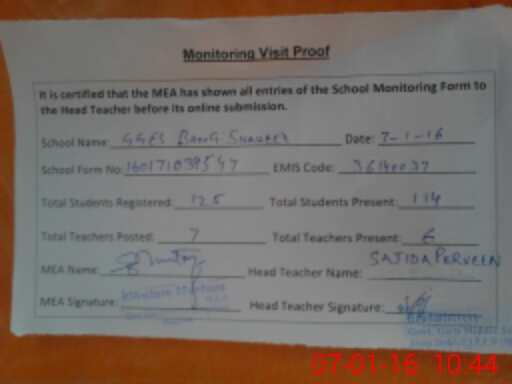 Monitoring Visit Proof
It is certified that the MEA has shown all entries of the School Monitoring Form to
the Head Teacher before its online submission.
School Name: GGES Date: 7-1-16
School Form No: EMIS Code: 36140037
Total Students Registered: 125 Total Students Present: 114
Total Teachers Posted: 7 Total Teachers Present: 6
MEA Name: Head Teacher Name: SAJIDA PERVEEN
MEA Signature: Head Teacher Signature:
07-01-16 10:44